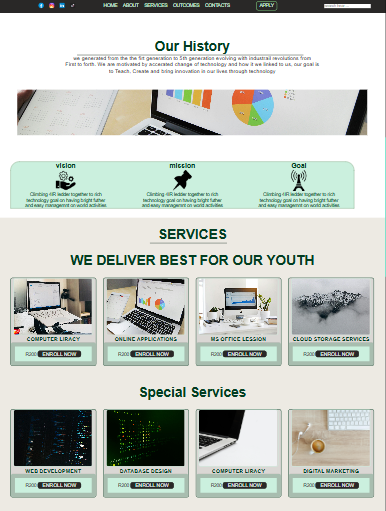 HOME ABOUT SERVICES OUTCOMES CONTACTS APPLY
Our History
we generated from the the fist generation to 5th generation evolving with industrail revolutions from
First to forth. We are motivated by accerated change of technology and how it we linked to us. our goal is
to Teach, Create and bring innovation in our lives through technology
vision mission Goal
Climbing 4IR ledder together to rich Climbing 4IR ledder together to rich Climbing 4IR ledder together to rich
technology goal on having bright futher technology goal on having bright futher technology goal on having bright futher
and easy managemnt on world activities and easy managemnt on world activities and easy managemnt on world activities
SERVICES
WE DELIVER BEST FOR OUR YOUTH
COMPUTER LIRACY ONLINE APPLICATIONS MS OFFICE LESSION CLOUD STORAGE SERVICES
R200 ENROLL NOW R200 ENROLL NOW R200 ENROLL NOW R200 ENROLL NOW
Special Services
WEB DEVELOPMENT DATABASE DESIGN COMPUTER LIRACY DIGITAL MARKETING
R200 ENROLL NOW R200 ENROLL NOW R200 ENROLL NOW R200 ENROLL NOW